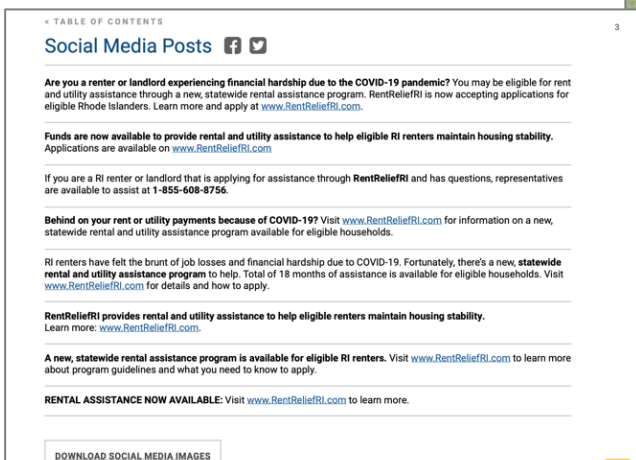 < TABLE OF CONTENTS
3
Social Media Posts
Are you a renter or landlord experiencing financial hardship due to the COVID-19 pandemic? You may be eligible for rent
and utility assistance through a new, statewide rental assistance program. RentReliefRI is now accepting applications for
eligible Rhode Islanders. Learn more and apply at www.RentReliefRI.com.
Funds are now available to provide rental and utility assistance to help eligible RI renters maintain housing stability.
Applications are available on www.RentReliefRI.com
If you are a RI renter or landlord that is applying for assistance through RentReliefRI and has questions, representatives
are available to assist at 1-855-608-8756.
Behind on your rent or utility payments because of COVID-19? Visit www.RentReliefRI.com for information on a new,
statewide rental and utility assistance program available for eligible households.
RI renters have felt the brunt of job losses and financial hardship due to COVID-19. Fortunately, there's a new, statewide
rental and utility assistance program to help. Total of 18 months of assistance is available for eligible households. Visit
www.RentReliefRI.com for details and how to apply.
RentReliefRI provides rental and utility assistance to help eligible renters maintain housing stability.
Learn more: www.RentReliefRI.com.
A new, statewide rental assistance program is available for eligible RI renters. Visit www.RentReliefRI.com to learn more
about program guidelines and what you need to know to apply.
RENTAL ASSISTANCE NOW AVAILABLE: Visit www.RentReliefRI.com to learn more.
DOWNLOAD SOCIAL MEDIA IMAGES